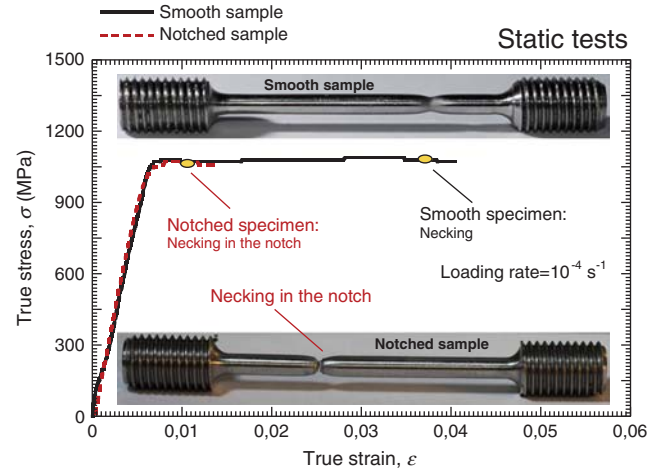 Smooth sample
Notched sample
Static tests
1500
1200
900
600
300
0
True stress, σ (MPa)
Smooth sample
Notched specimen:
Necking in the notch
Smooth specimen:
Necking
Loading rate=10⁻⁴ s⁻¹
Necking in the notch
Notched sample
0
0,01
0,02
0,03
0,04
0,05
0,06
True strain, ε